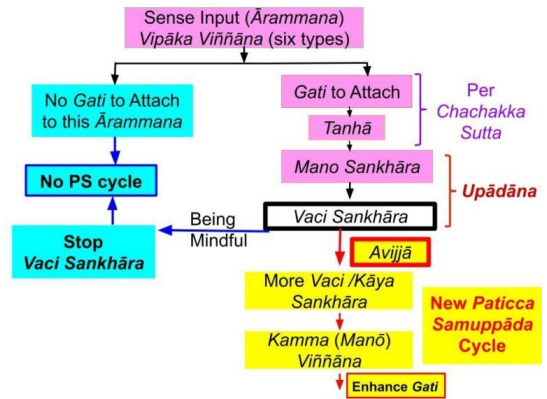 Sense Input (Ārammana)
Vipāka Viññāna (six types)
No Gati to Attach
to this Ārammana
Gati to Attach
Per
Chachakka
Sutta
Tanhā
No PS cycle
Mano Sankhāra
Upādāna
Vaci Sankhāra
Being
Mindful
Stop
Vaci Sankhāra
Avijjā
More Vaci /Kāya
Sankhāra
New Paticca
Samuppāda
Cycle
Kamma (Manō)
Viññāna
Enhance Gati